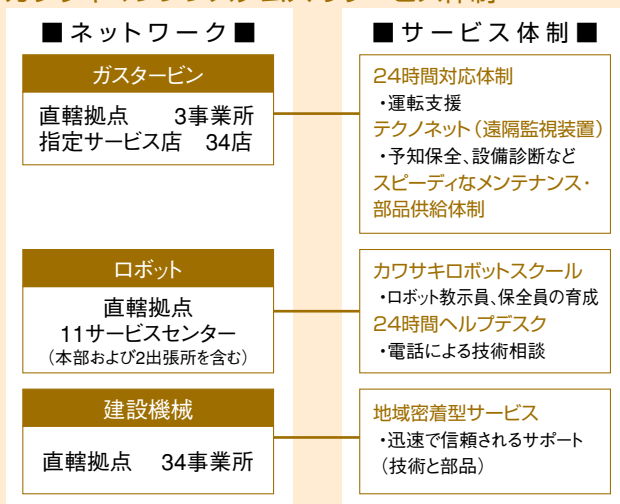 ■ネットワーク■
■サービス体制■
ガスタービン
直轄拠点 3事業所
指定サービス店 34店
24時間対応体制
・運転支援
テクノネット（遠隔監視装置）
・予知保全、設備診断など
スピーディなメンテナンス・
部品供給体制
ロボット
直轄拠点
11サービスセンター
（本部および2出張所を含む）
カワサキロボットスクール
・ロボット教示員、保全員の育成
24時間ヘルプデスク
・電話による技術相談
建設機械
直轄拠点 34事業所
地域密着型サービス
・迅速で信頼されるサポート
（技術と部品）